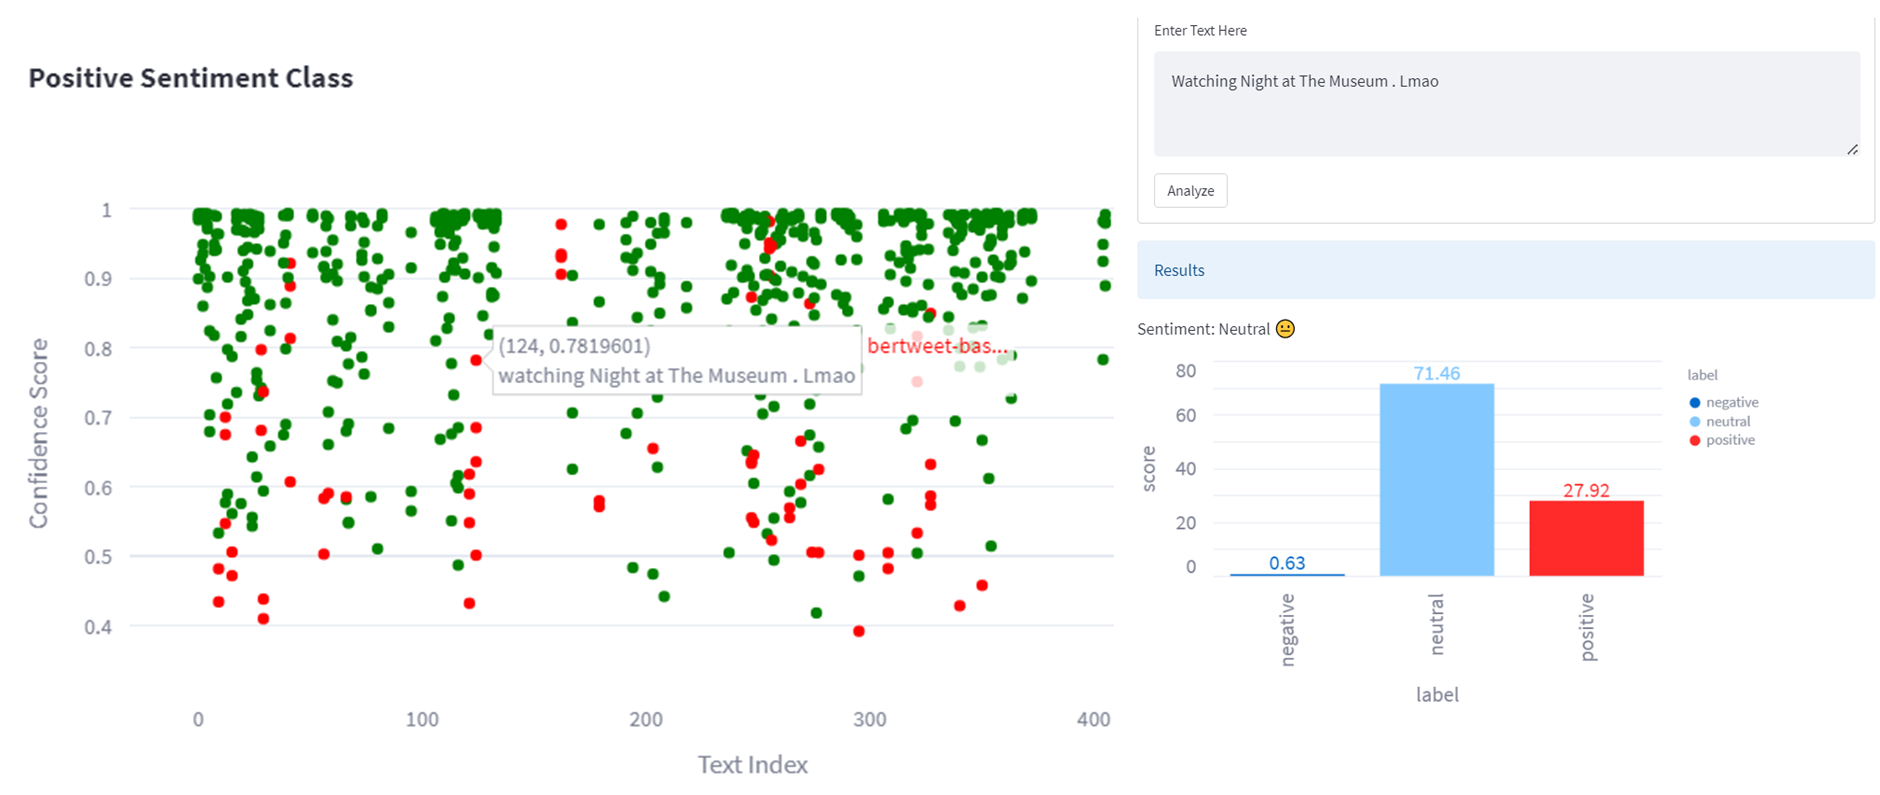 Positive Sentiment Class
1
0.9
0.8
0.7
0.6
0.5
0.4
Confidence Score
(124, 0.7819601)
watching Night at The Museum . Lmao
bertweet-bas...
0
100
200
300
400
Text Index
Enter Text Here
Watching Night at The Museum . Lmao
Analyze
Results
Sentiment: Neutral 😐
80
60
40
20
0
score
0.63
71.46
27.92
negative
neutral
positive
label
label
negative
neutral
positive